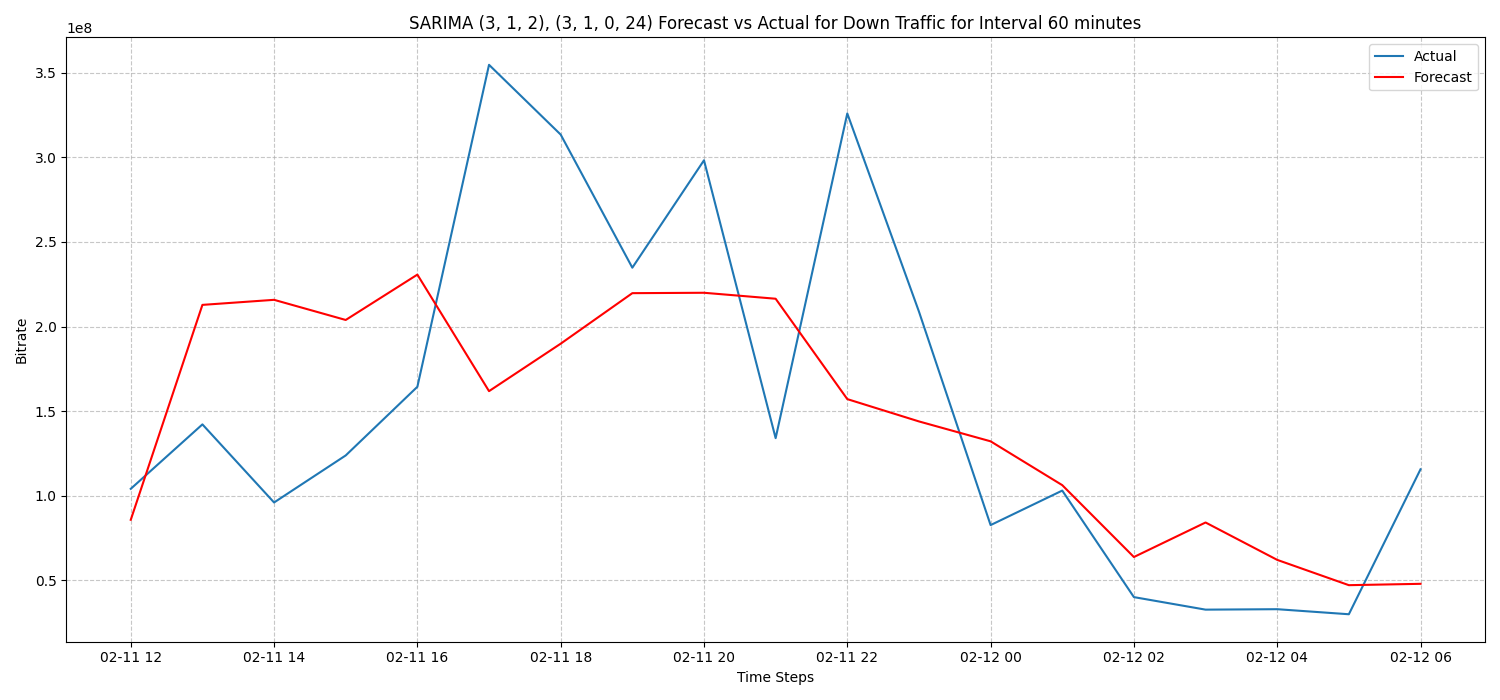 SARIMA (3, 1, 2), (3, 1, 0, 24) Forecast vs Actual for Down Traffic for Interval 60 minutes
1e8
Actual
Forecast
3.5
3.0
2.5
2.0
1.5
1.0
0.5
Bitrate
02-11 12 02-11 14 02-11 16 02-11 18 02-11 20 02-11 22 02-12 00 02-12 02 02-12 04 02-12 06
Time Steps